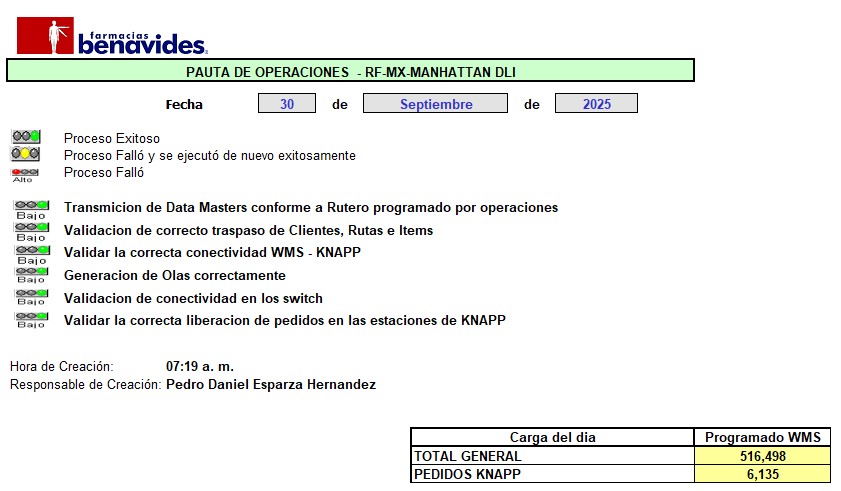 farmacias
benavides
PAUTA DE OPERACIONES - RF-MX-MANHATTAN DLI
Fecha 30 de Septiembre de 2025
Proceso Exitoso
Proceso Falló y se ejecutó de nuevo exitosamente
Alto Proceso Falló
Bajo Transmicion de Data Masters conforme a Rutero programado por operaciones
Bajo Validacion de correcto traspaso de Clientes, Rutas e Items
Bajo Validar la correcta conectividad WMS - KNAPP
Bajo Generacion de Olas correctamente
Bajo Validacion de conectividad en los switch
Bajo Validar la correcta liberacion de pedidos en las estaciones de KNAPP
Hora de Creación: 07:19 a. m.
Responsable de Creación: Pedro Daniel Esparza Hernandez
Carga del dia Programado WMS
TOTAL GENERAL 516,498
PEDIDOS KNAPP 6,135